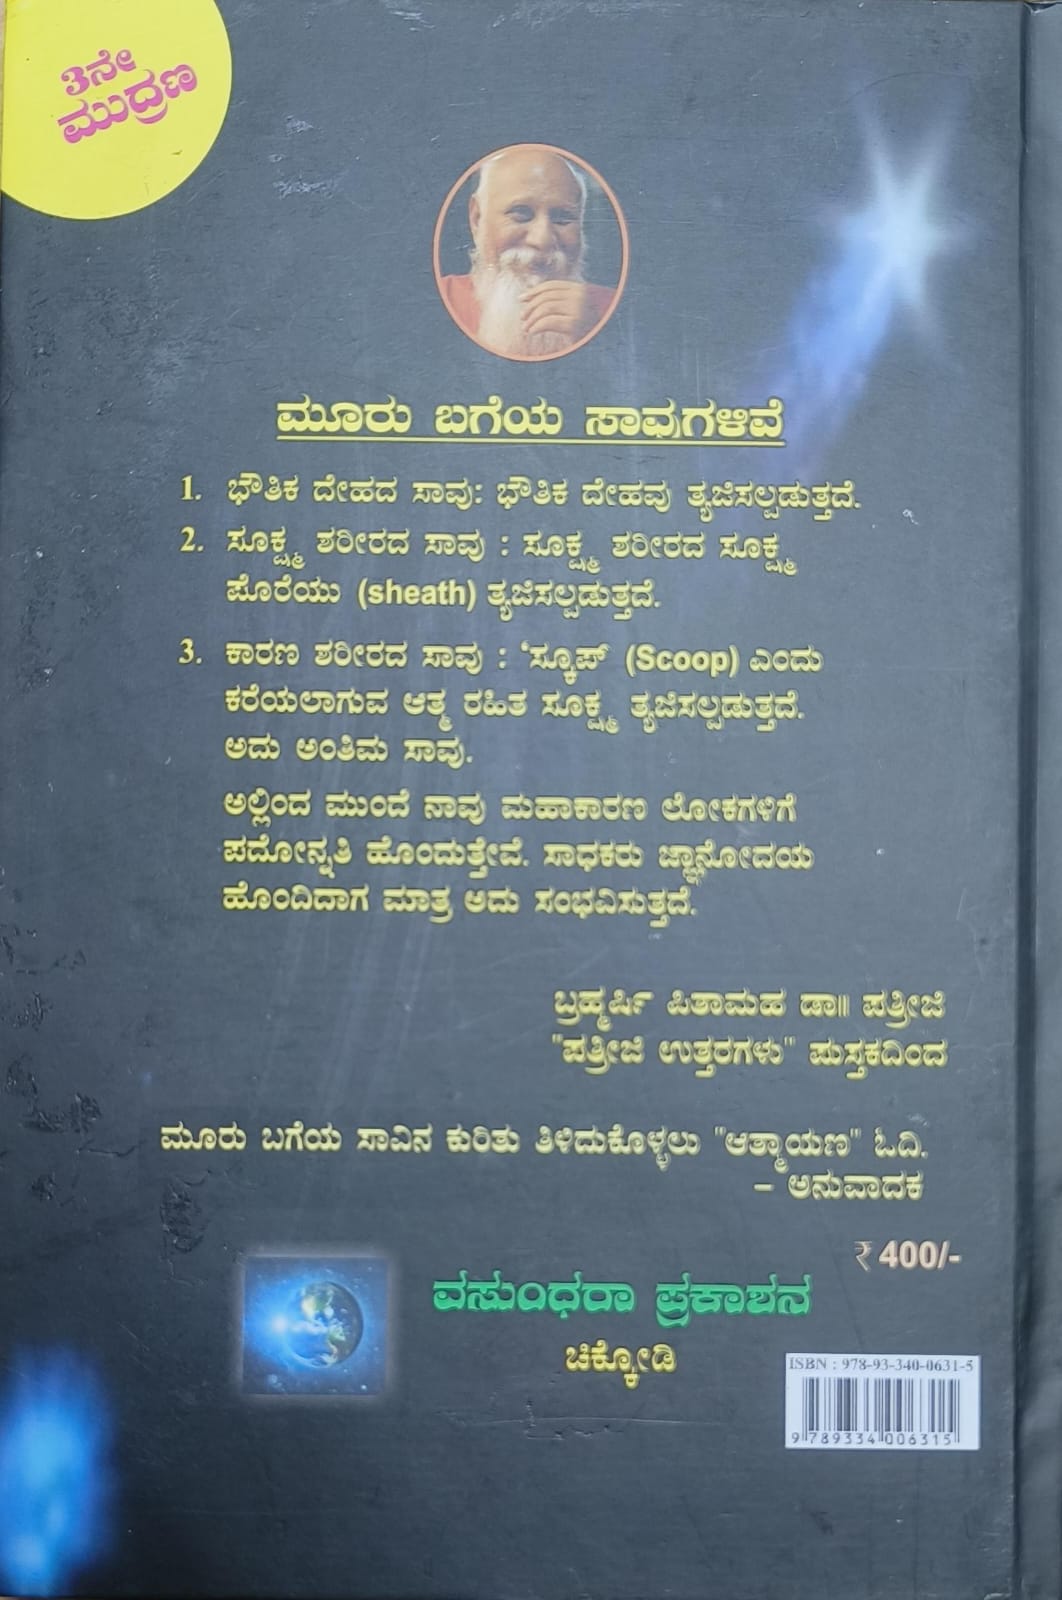 3ನೇ
ಮುದ್ರಣ
ಮೂರು ಬಗೆಯ ಸಾವುಗಳಿವೆ
1. ಭೌತಿಕ ದೇಹದ ಸಾವು: ಭೌತಿಕ ದೇಹವು ತ್ಯಜಿಸಲ್ಪಡುತ್ತದೆ.
2. ಸೂಕ್ಷ್ಮ ಶರೀರದ ಸಾವು : ಸೂಕ್ಷ್ಮ ಶರೀರದ ಸೂಕ್ಷ್ಮ
ಪೊರೆಯು (sheath) ತ್ಯಜಿಸಲ್ಪಡುತ್ತದೆ.
3. ಕಾರಣ ಶರೀರದ ಸಾವು : 'ಸ್ಕೂಪ್' (Scoop) ಎಂದು
ಕರೆಯಲಾಗುವ ಆತ್ಮ ರಹಿತ ಸೂಕ್ಷ್ಮ ತ್ಯಜಿಸಲ್ಪಡುತ್ತದೆ.
ಅದು ಅಂತಿಮ ಸಾವು.
ಅಲ್ಲಿಂದ ಮುಂದೆ ನಾವು ಮಹಾಕಾರಣ ಲೋಕಗಳಿಗೆ
ಪದೋನ್ನತಿ ಹೊಂದುತ್ತೇವೆ. ಸಾಧಕರು ಜ್ಞಾನೋದಯ
ಹೊಂದಿದಾಗ ಮಾತ್ರ ಅದು ಸಂಭವಿಸುತ್ತದೆ.
ಬ್ರಹ್ಮರ್ಷಿ ಪಿತಾಮಹ ಡಾ॥ ಪತ್ರೀಜಿ
"ಪತ್ರೀಜಿ ಉತ್ತರಗಳು" ಪುಸ್ತಕದಿಂದ
ಮೂರು ಬಗೆಯ ಸಾವಿನ ಕುರಿತು ತಿಳಿದುಕೊಳ್ಳಲು "ಆತ್ಮಾಯಣ" ಓದಿ.
– ಅನುವಾದಕ
₹ 400/-
ವಸುಂಧರಾ ಪ್ರಕಾಶನ
ಚಿಕ್ಕೋಡಿ
ISBN : 978-93-340-0631-5
9 789334 006315